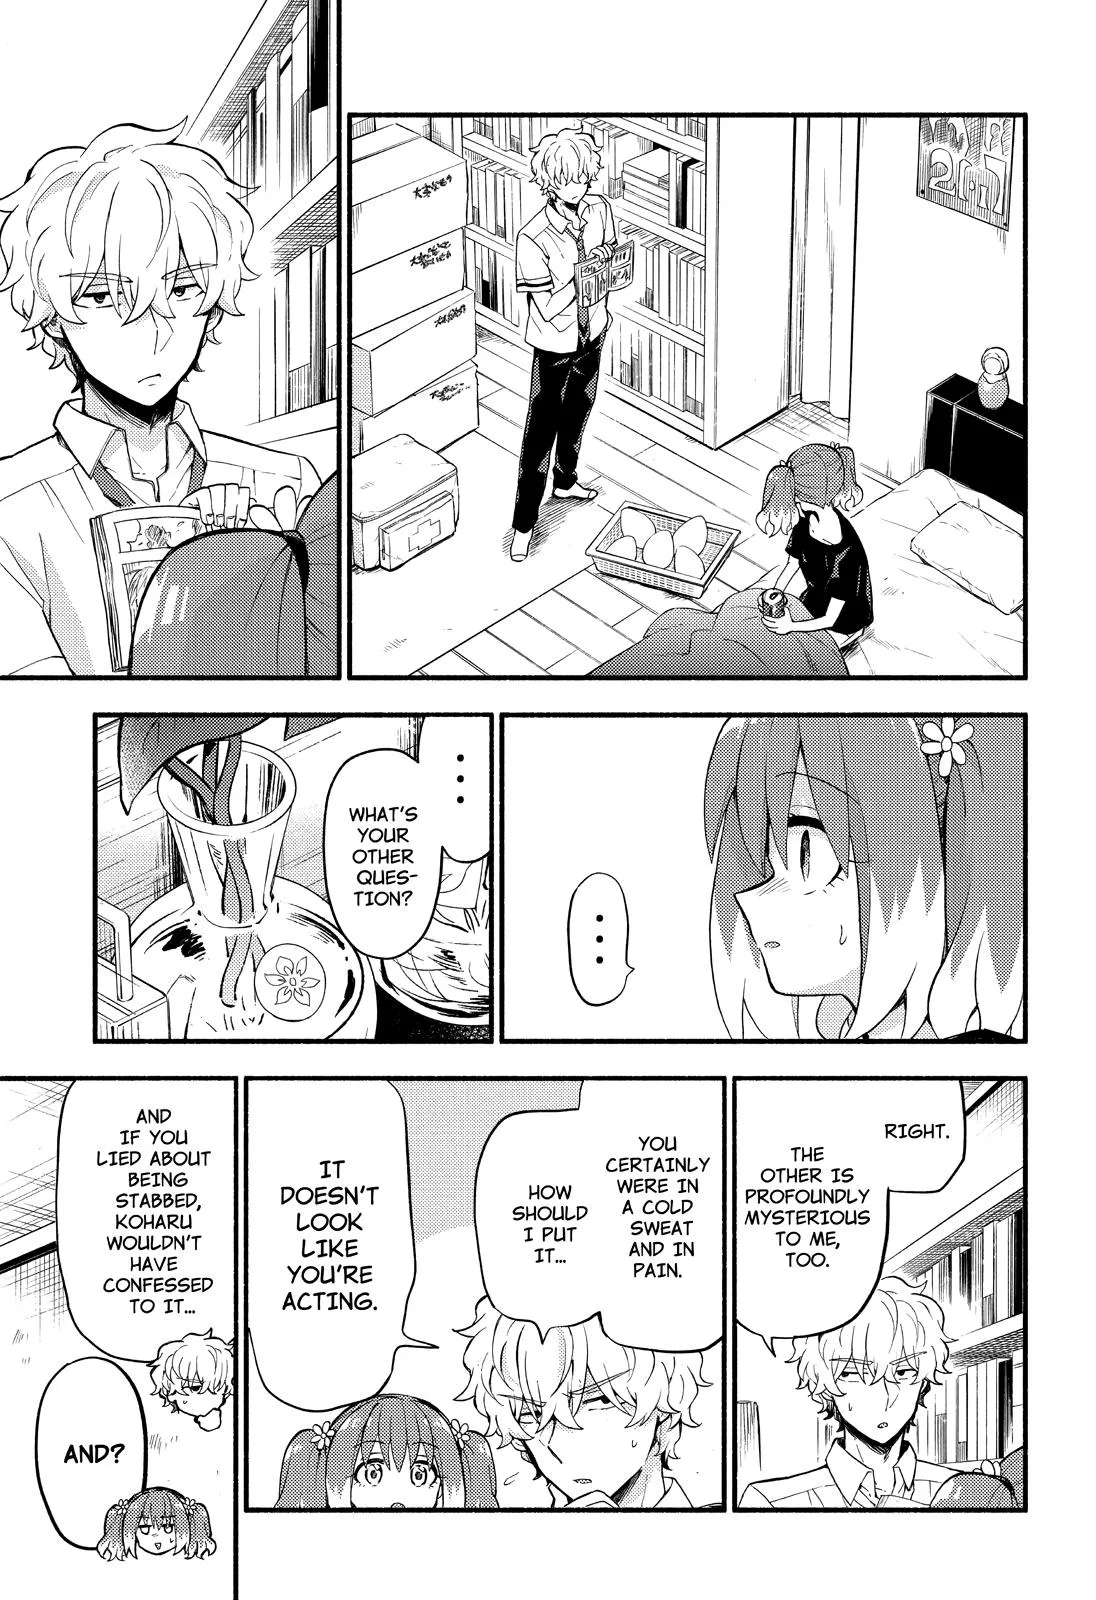 ...
...
WHAT'S
YOUR
OTHER
QUES-
TION?
RIGHT.
THE
OTHER IS
PROFOUNDLY
MYSTERIOUS
TO ME,
TOO.
YOU
CERTAINLY
WERE IN
A COLD
SWEAT
AND IN
PAIN.
HOW
SHOULD
I PUT
IT...
IT
DOESN'T
LOOK
LIKE
YOU'RE
ACTING.
AND
IF YOU
LIED ABOUT
BEING
STABBED,
KOHARU
WOULDN'T
HAVE
CONFESSED
TO IT...
AND?